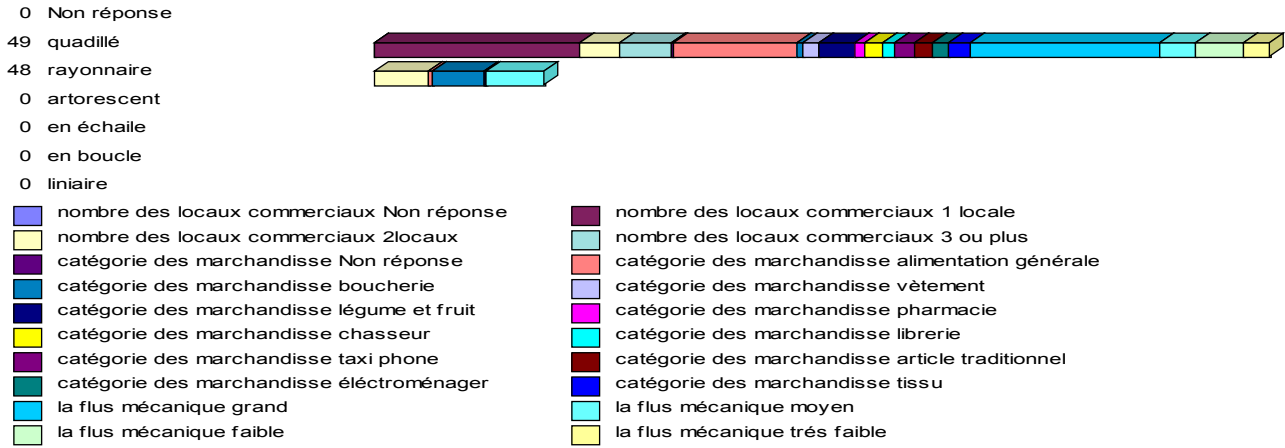 0 Non réponse
49 quadillé
48 rayonnaire
0 artorescent
0 en échaile
0 en boucle
0 liniaire
nombre des locaux commerciaux Non réponse
nombre des locaux commerciaux 1 locale
nombre des locaux commerciaux 2locaux
nombre des locaux commerciaux 3 ou plus
catégorie des marchandisse Non réponse
catégorie des marchandisse alimentation générale
catégorie des marchandisse boucherie
catégorie des marchandisse vètement
catégorie des marchandisse légume et fruit
catégorie des marchandisse pharmacie
catégorie des marchandisse chasseur
catégorie des marchandisse librerie
catégorie des marchandisse taxi phone
catégorie des marchandisse article traditionnel
catégorie des marchandisse éléctroménager
catégorie des marchandisse tissu
la flus mécanique grand
la flus mécanique moyen
la flus mécanique faible
la flus mécanique trés faible